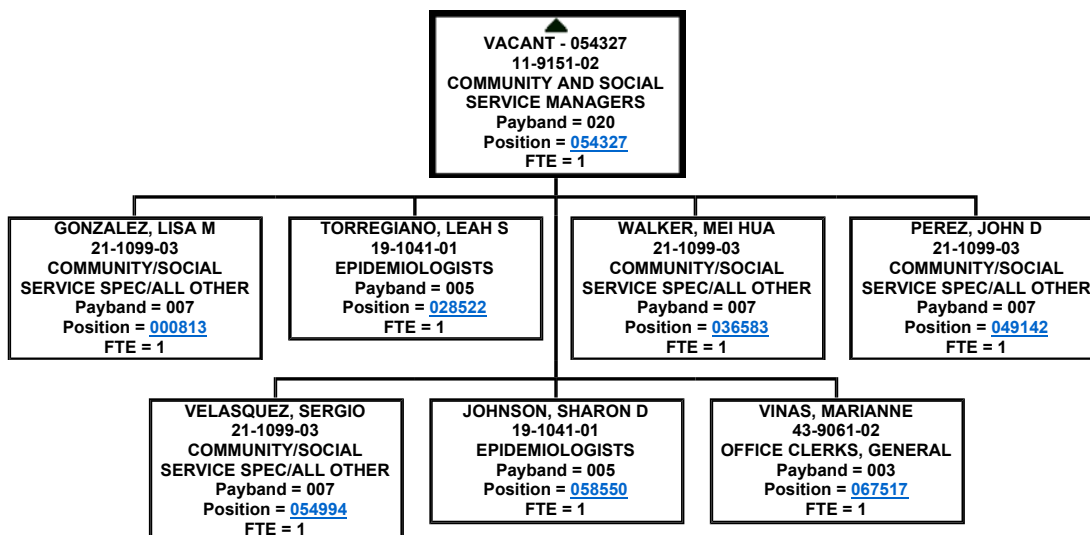 VACANT - 054327
11-9151-02
COMMUNITY AND SOCIAL
SERVICE MANAGERS
Payband = 020
Position = 054327
FTE = 1
GONZALEZ, LISA M
21-1099-03
COMMUNITY/SOCIAL
SERVICE SPEC/ALL OTHER
Payband = 007
Position = 000813
FTE = 1
TORREGIANO, LEAH S
19-1041-01
EPIDEMIOLOGISTS
Payband = 005
Position = 028522
FTE = 1
WALKER, MEI HUA
21-1099-03
COMMUNITY/SOCIAL
SERVICE SPEC/ALL OTHER
Payband = 007
Position = 036583
FTE = 1
PEREZ, JOHN D
21-1099-03
COMMUNITY/SOCIAL
SERVICE SPEC/ALL OTHER
Payband = 007
Position = 049142
FTE = 1
VELASQUEZ, SERGIO
21-1099-03
COMMUNITY/SOCIAL
SERVICE SPEC/ALL OTHER
Payband = 007
Position = 054994
FTE = 1
JOHNSON, SHARON D
19-1041-01
EPIDEMIOLOGISTS
Payband = 005
Position = 058550
FTE = 1
VINAS, MARIANNE
43-9061-02
OFFICE CLERKS, GENERAL
Payband = 003
Position = 067517
FTE = 1